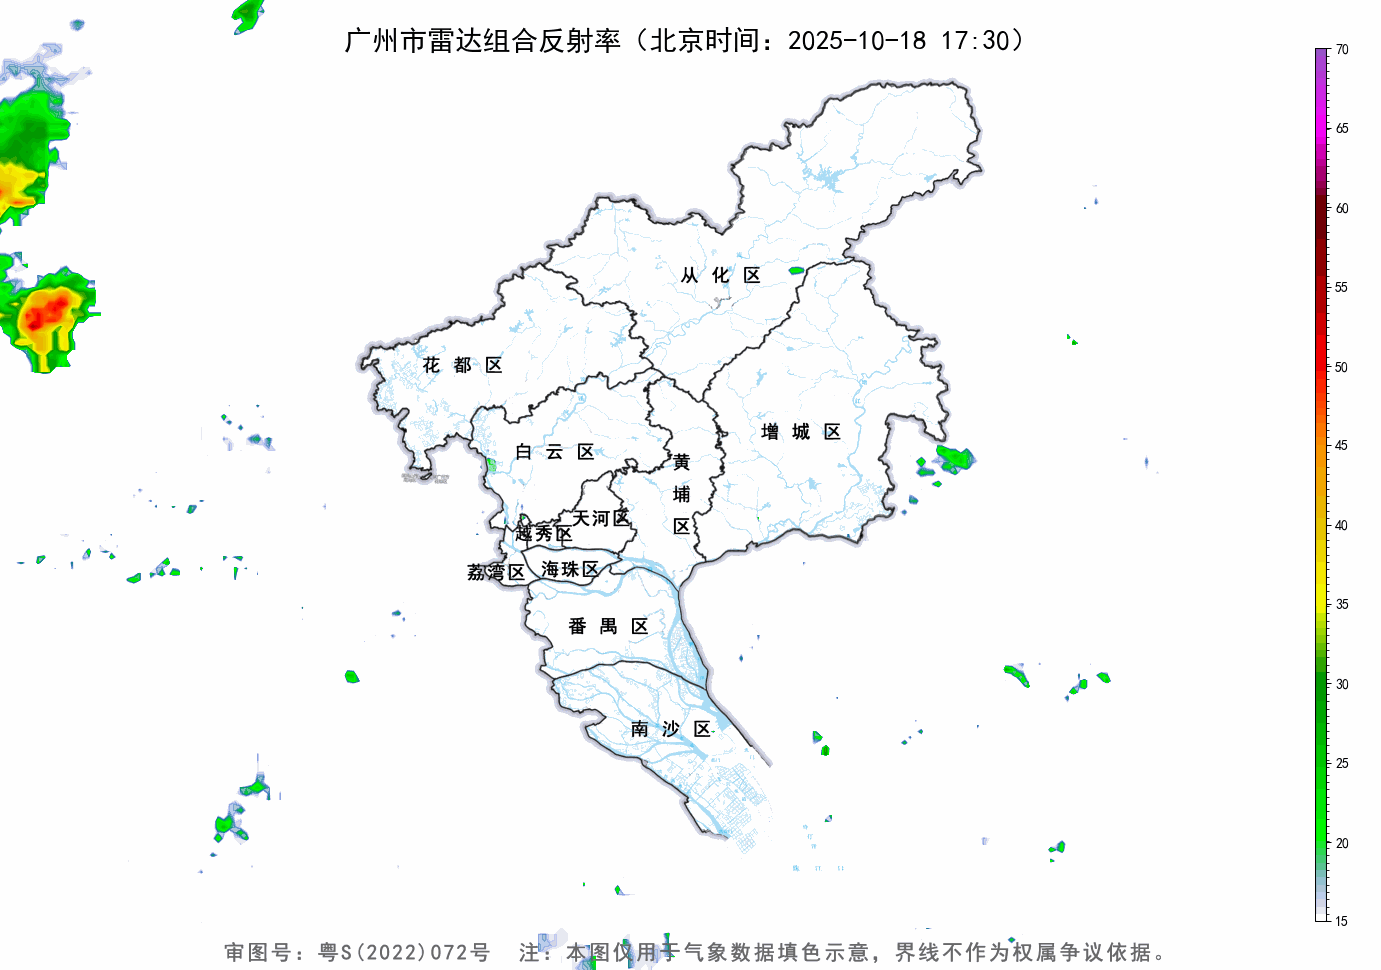 广州市雷达组合反射率（北京时间：2025-10-18 17:30）
70
65
60
55
50
45
40
35
30
25
20
15
从化区
花都区
增城区
白云区
黄埔区
天河区
越秀区
荔湾区
海珠区
番禺区
南沙区
审图号：粤S(2022)072号 注：本图仅用于气象数据填色示意，界线不作为权属争议依据。